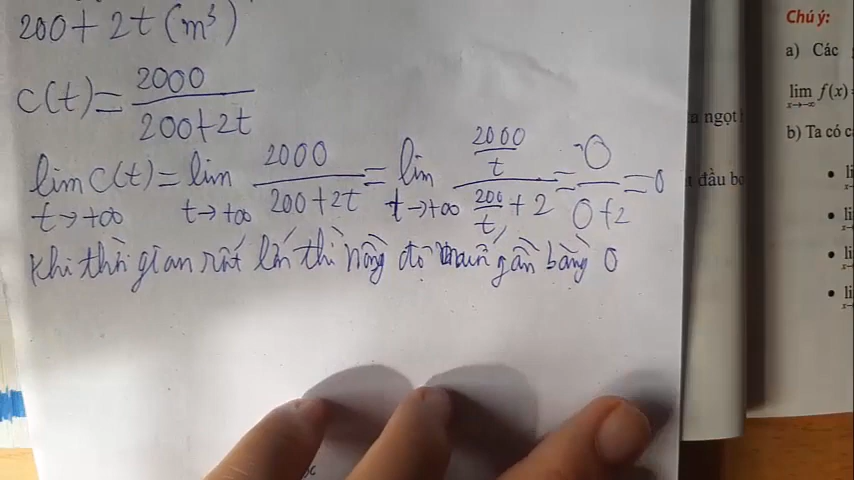 200 + 2t (m³)
C(t) = 2000 / (200 + 2t)
lim C(t) = lim 2000 / (200 + 2t) = lim (2000/t) / (200/t + 2) = 0 / (0 + 2) = 0
t → +∞ t → +∞ t → +∞
Khi thời gian rất lớn thì nồng độ muối gần bằng 0
Chú ý:
a) Các
lim f(x) =
x→-∞
b) Ta có c
• li
• li
• li
• li
a ngọt
t đầu bơ